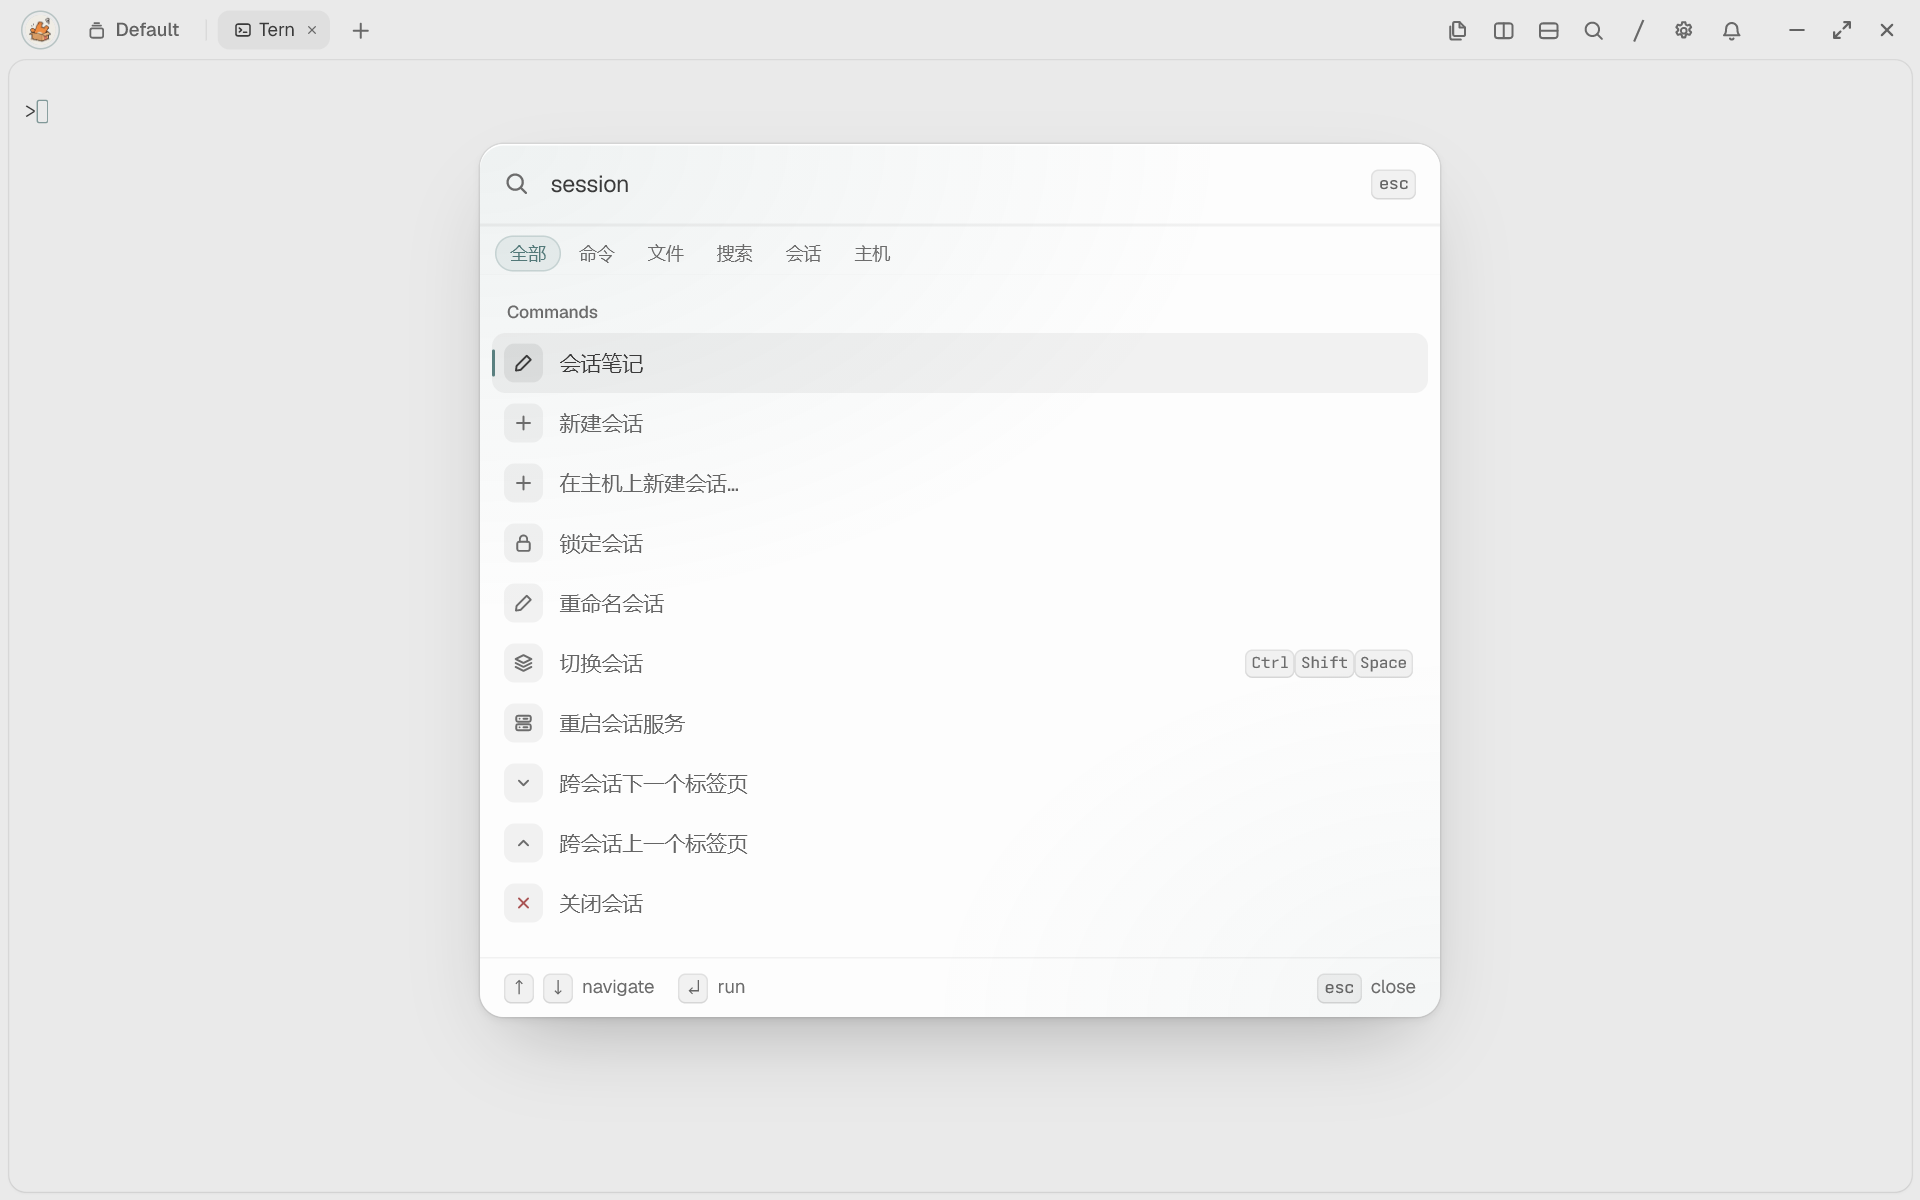 Default
Tern
>
session
esc
全部 命令 文件 搜索 会话 主机
Commands
会话笔记
新建会话
在主机上新建会话...
锁定会话
重命名会话
切换会话 Ctrl Shift Space
重启会话服务
跨会话下一个标签页
跨会话上一个标签页
关闭会话
↑ ↓ navigate ↵ run esc close